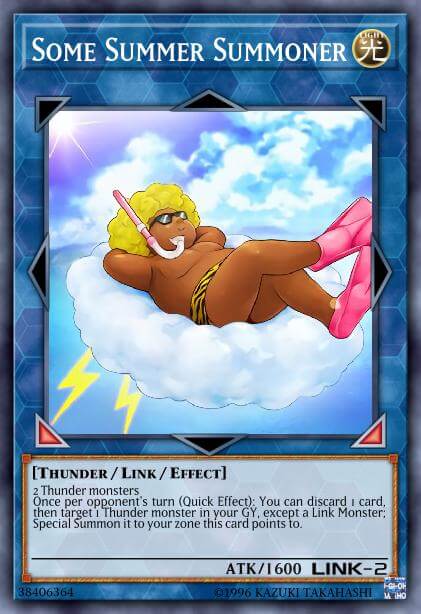 SOME SUMMER SUMMONER
LIGHT
光
[THUNDER / LINK / EFFECT]
2 Thunder monsters
Once per opponent's turn (Quick Effect): You can discard 1 card,
then target 1 Thunder monster in your GY, except a Link Monster;
Special Summon it to your zone this card points to.
ATK/1600 LINK-2
38406364
©1996 KAZUKI TAKAHASHI